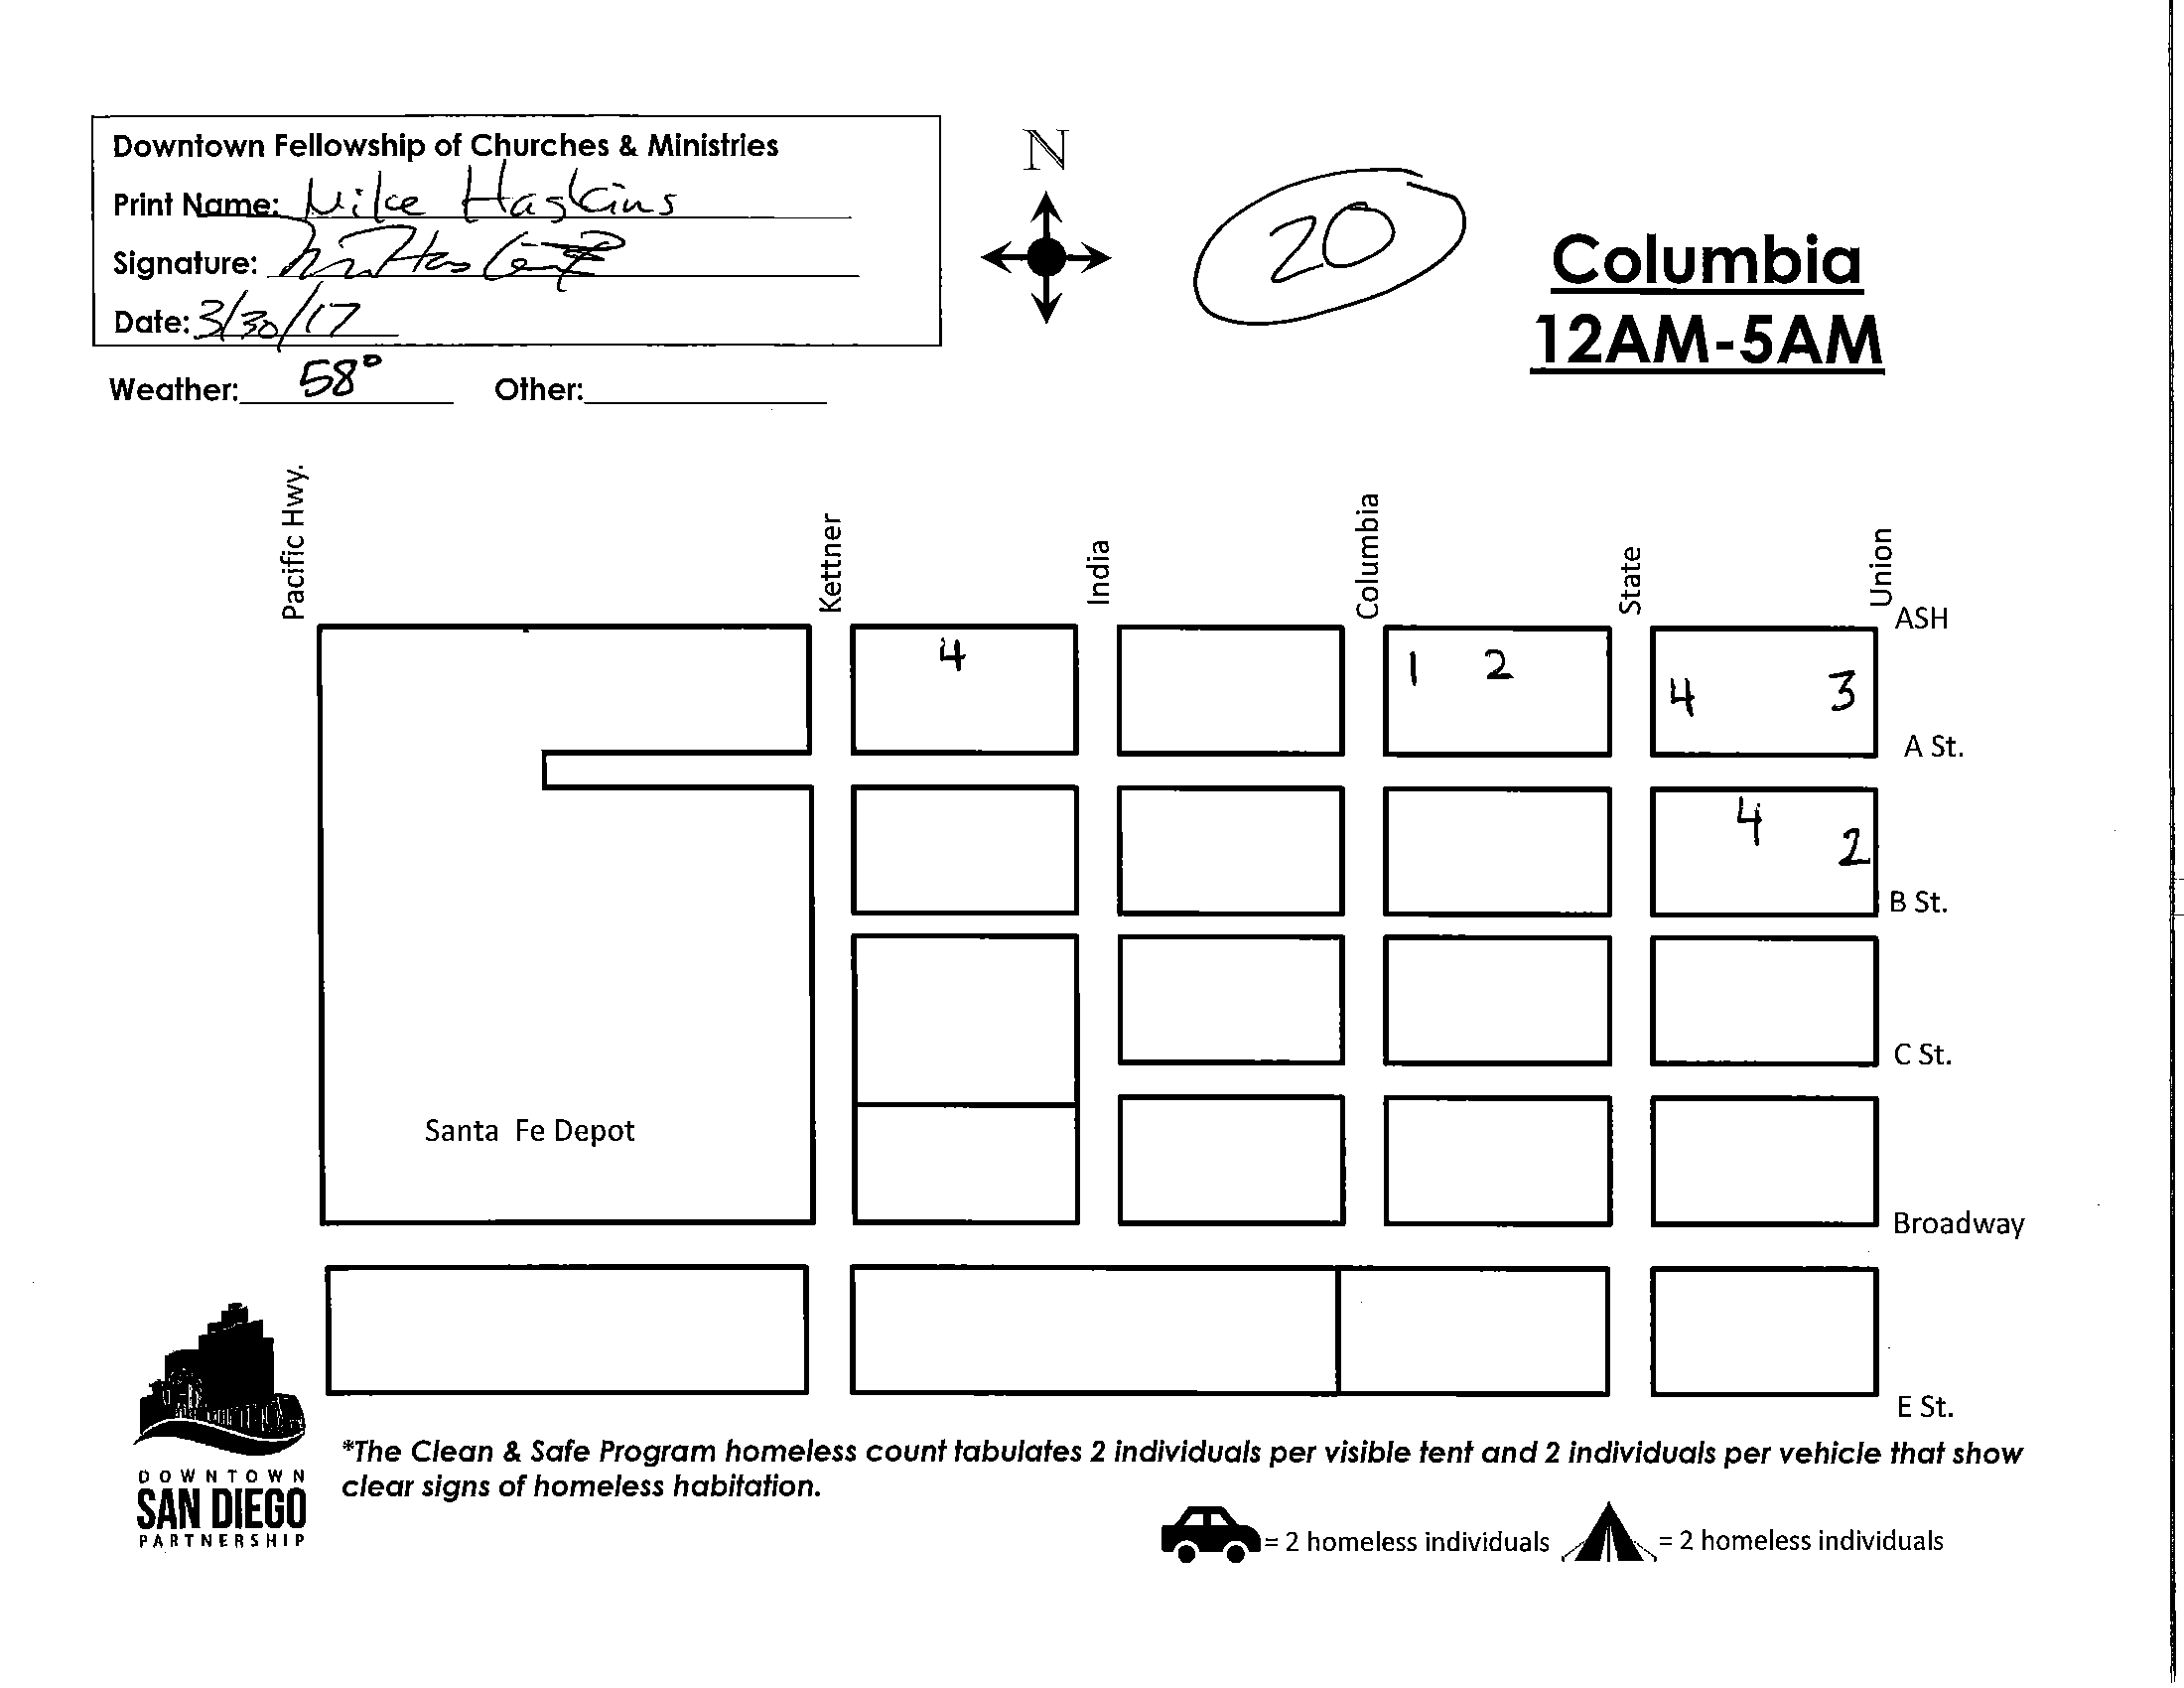 Downtown Fellowship of Churches & Ministries
Print Name: Mike Haskins
Signature:
Date: 3/30/17
Weather: 58° Other:
N
20
Columbia
12AM-5AM
Pacific Hwy.
Kettner
India
Columbia
State
Union
ASH
4
1 2
4 3
A St.
4
2
B St.
C St.
Santa Fe Depot
Broadway
E St.
*The Clean & Safe Program homeless count tabulates 2 individuals per visible tent and 2 individuals per vehicle that show
clear signs of homeless habitation.
DOWNTOWN
SAN DIEGO
PARTNERSHIP
= 2 homeless individuals
= 2 homeless individuals